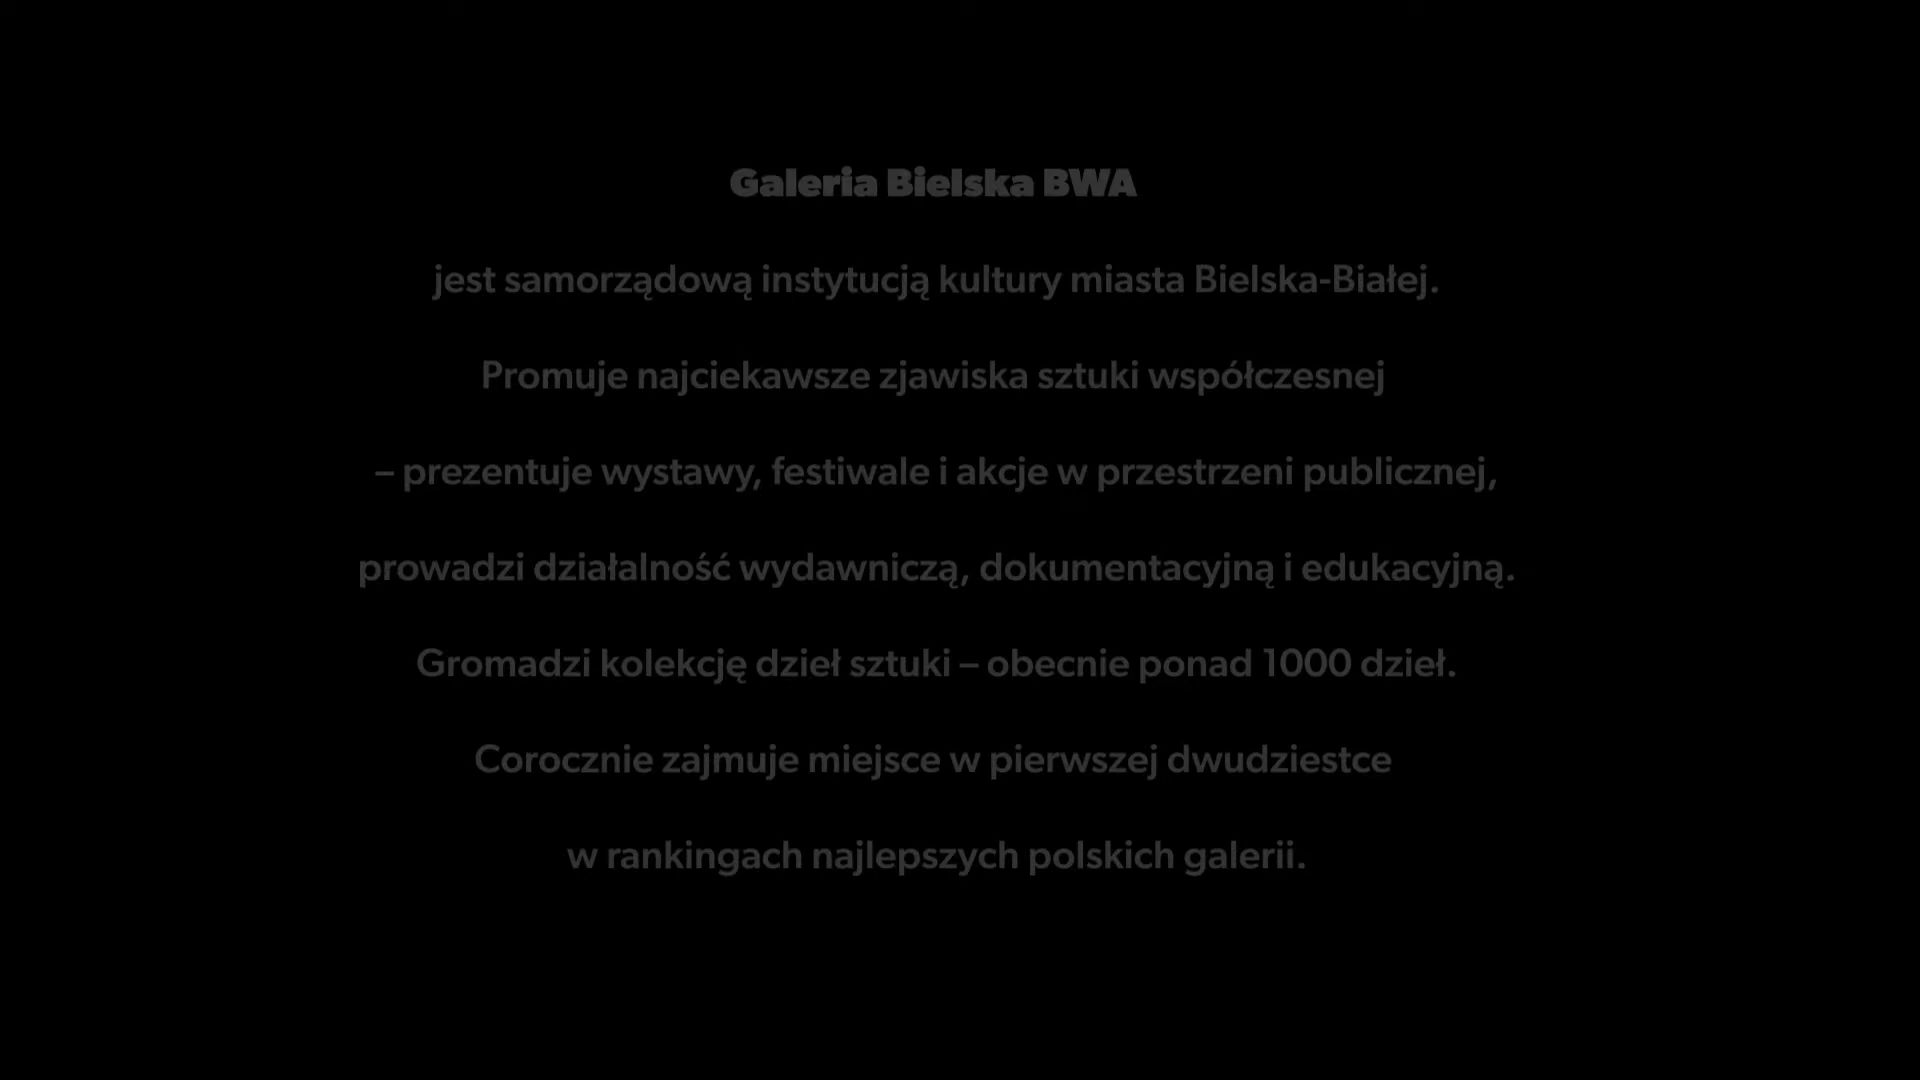 Galeria Bielska BWA
jest samorządową instytucją kultury miasta Bielska-Białej.
Promuje najciekawsze zjawiska sztuki współczesnej
– prezentuje wystawy, festiwale i akcje w przestrzeni publicznej,
prowadzi działalność wydawniczą, dokumentacyjną i edukacyjną.
Gromadzi kolekcję dzieł sztuki – obecnie ponad 1000 dzieł.
Corocznie zajmuje miejsce w pierwszej dwudziestce
w rankingach najlepszych polskich galerii.